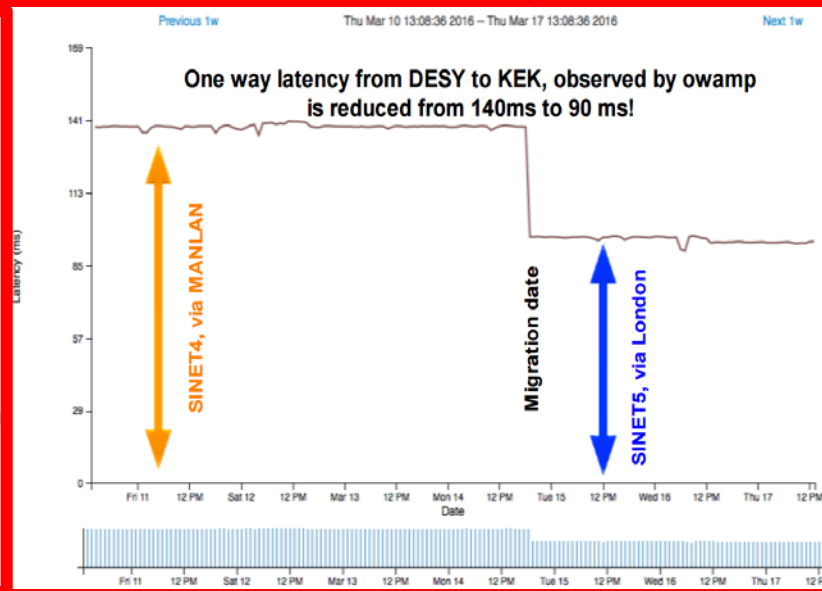 Previous 1w Thu Mar 10 13:08:36 2016 -- Thu Mar 17 13:08:36 2016 Next 1w
One way latency from DESY to KEK, observed by owamp
is reduced from 140ms to 90 ms!
169
141
113
85
57
29
0
Latency (ms)
SINET4, via MANLAN
Migration date
SINET5, via London
Fri 11 12 PM Sat 12 12 PM Mar 13 12 PM Mon 14 12 PM Tue 15 12 PM Wed 16 12 PM Thu 17 12 PM
Date
Fri 11 12 PM Sat 12 12 PM Mar 13 12 PM Mon 14 12 PM Tue 15 12 PM Wed 16 12 PM Thu 17 12 P